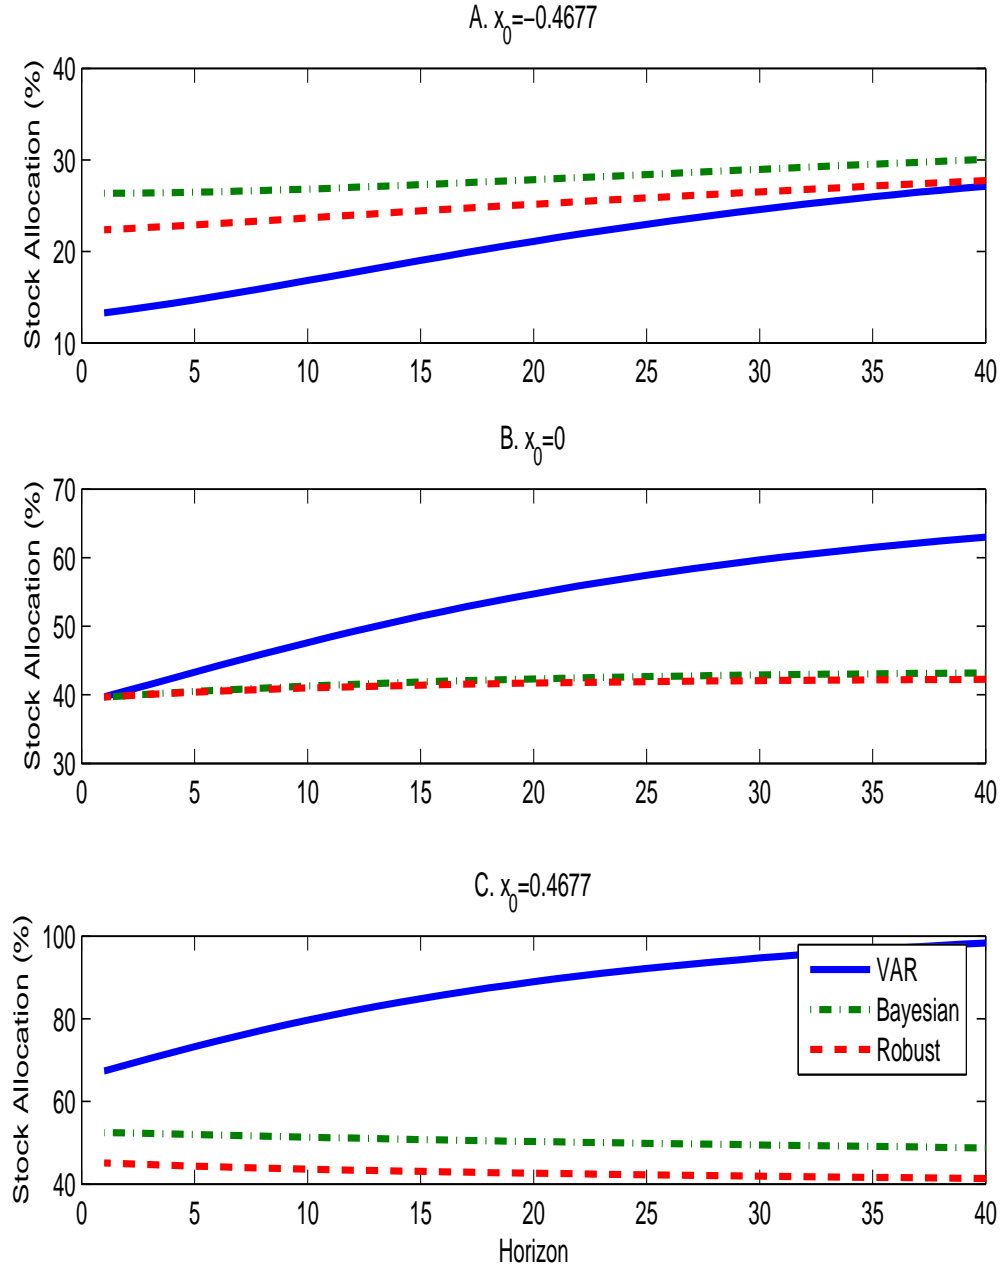 A. x0=−0.4677
Stock Allocation (%)
40
30
20
10
0 5 10 15 20 25 30 35 40
B. x0=0
Stock Allocation (%)
70
60
50
40
30
0 5 10 15 20 25 30 35 40
C. x0=0.4677
Stock Allocation (%)
100
80
60
40
VAR
Bayesian
Robust
0 5 10 15 20 25 30 35 40
Horizon